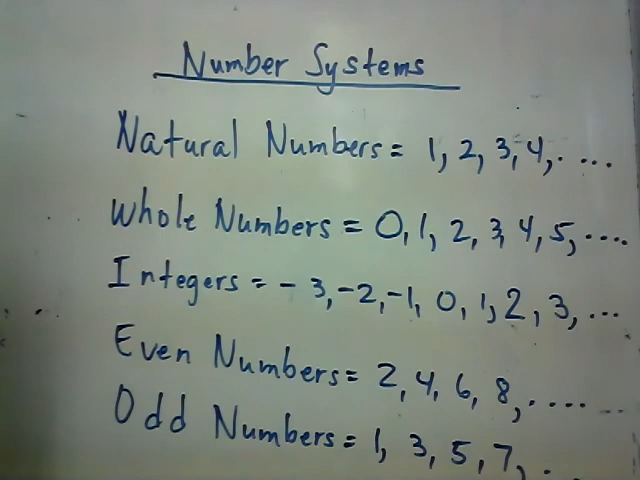 Number Systems
Natural Numbers = 1, 2, 3, 4, . ...
Whole Numbers = 0, 1, 2, 3, 4, 5, ....
Integers = - 3, -2, -1, 0, 1, 2, 3, ...
Even Numbers = 2, 4, 6, 8, . ....
Odd Numbers = 1, 3, 5, 7, .